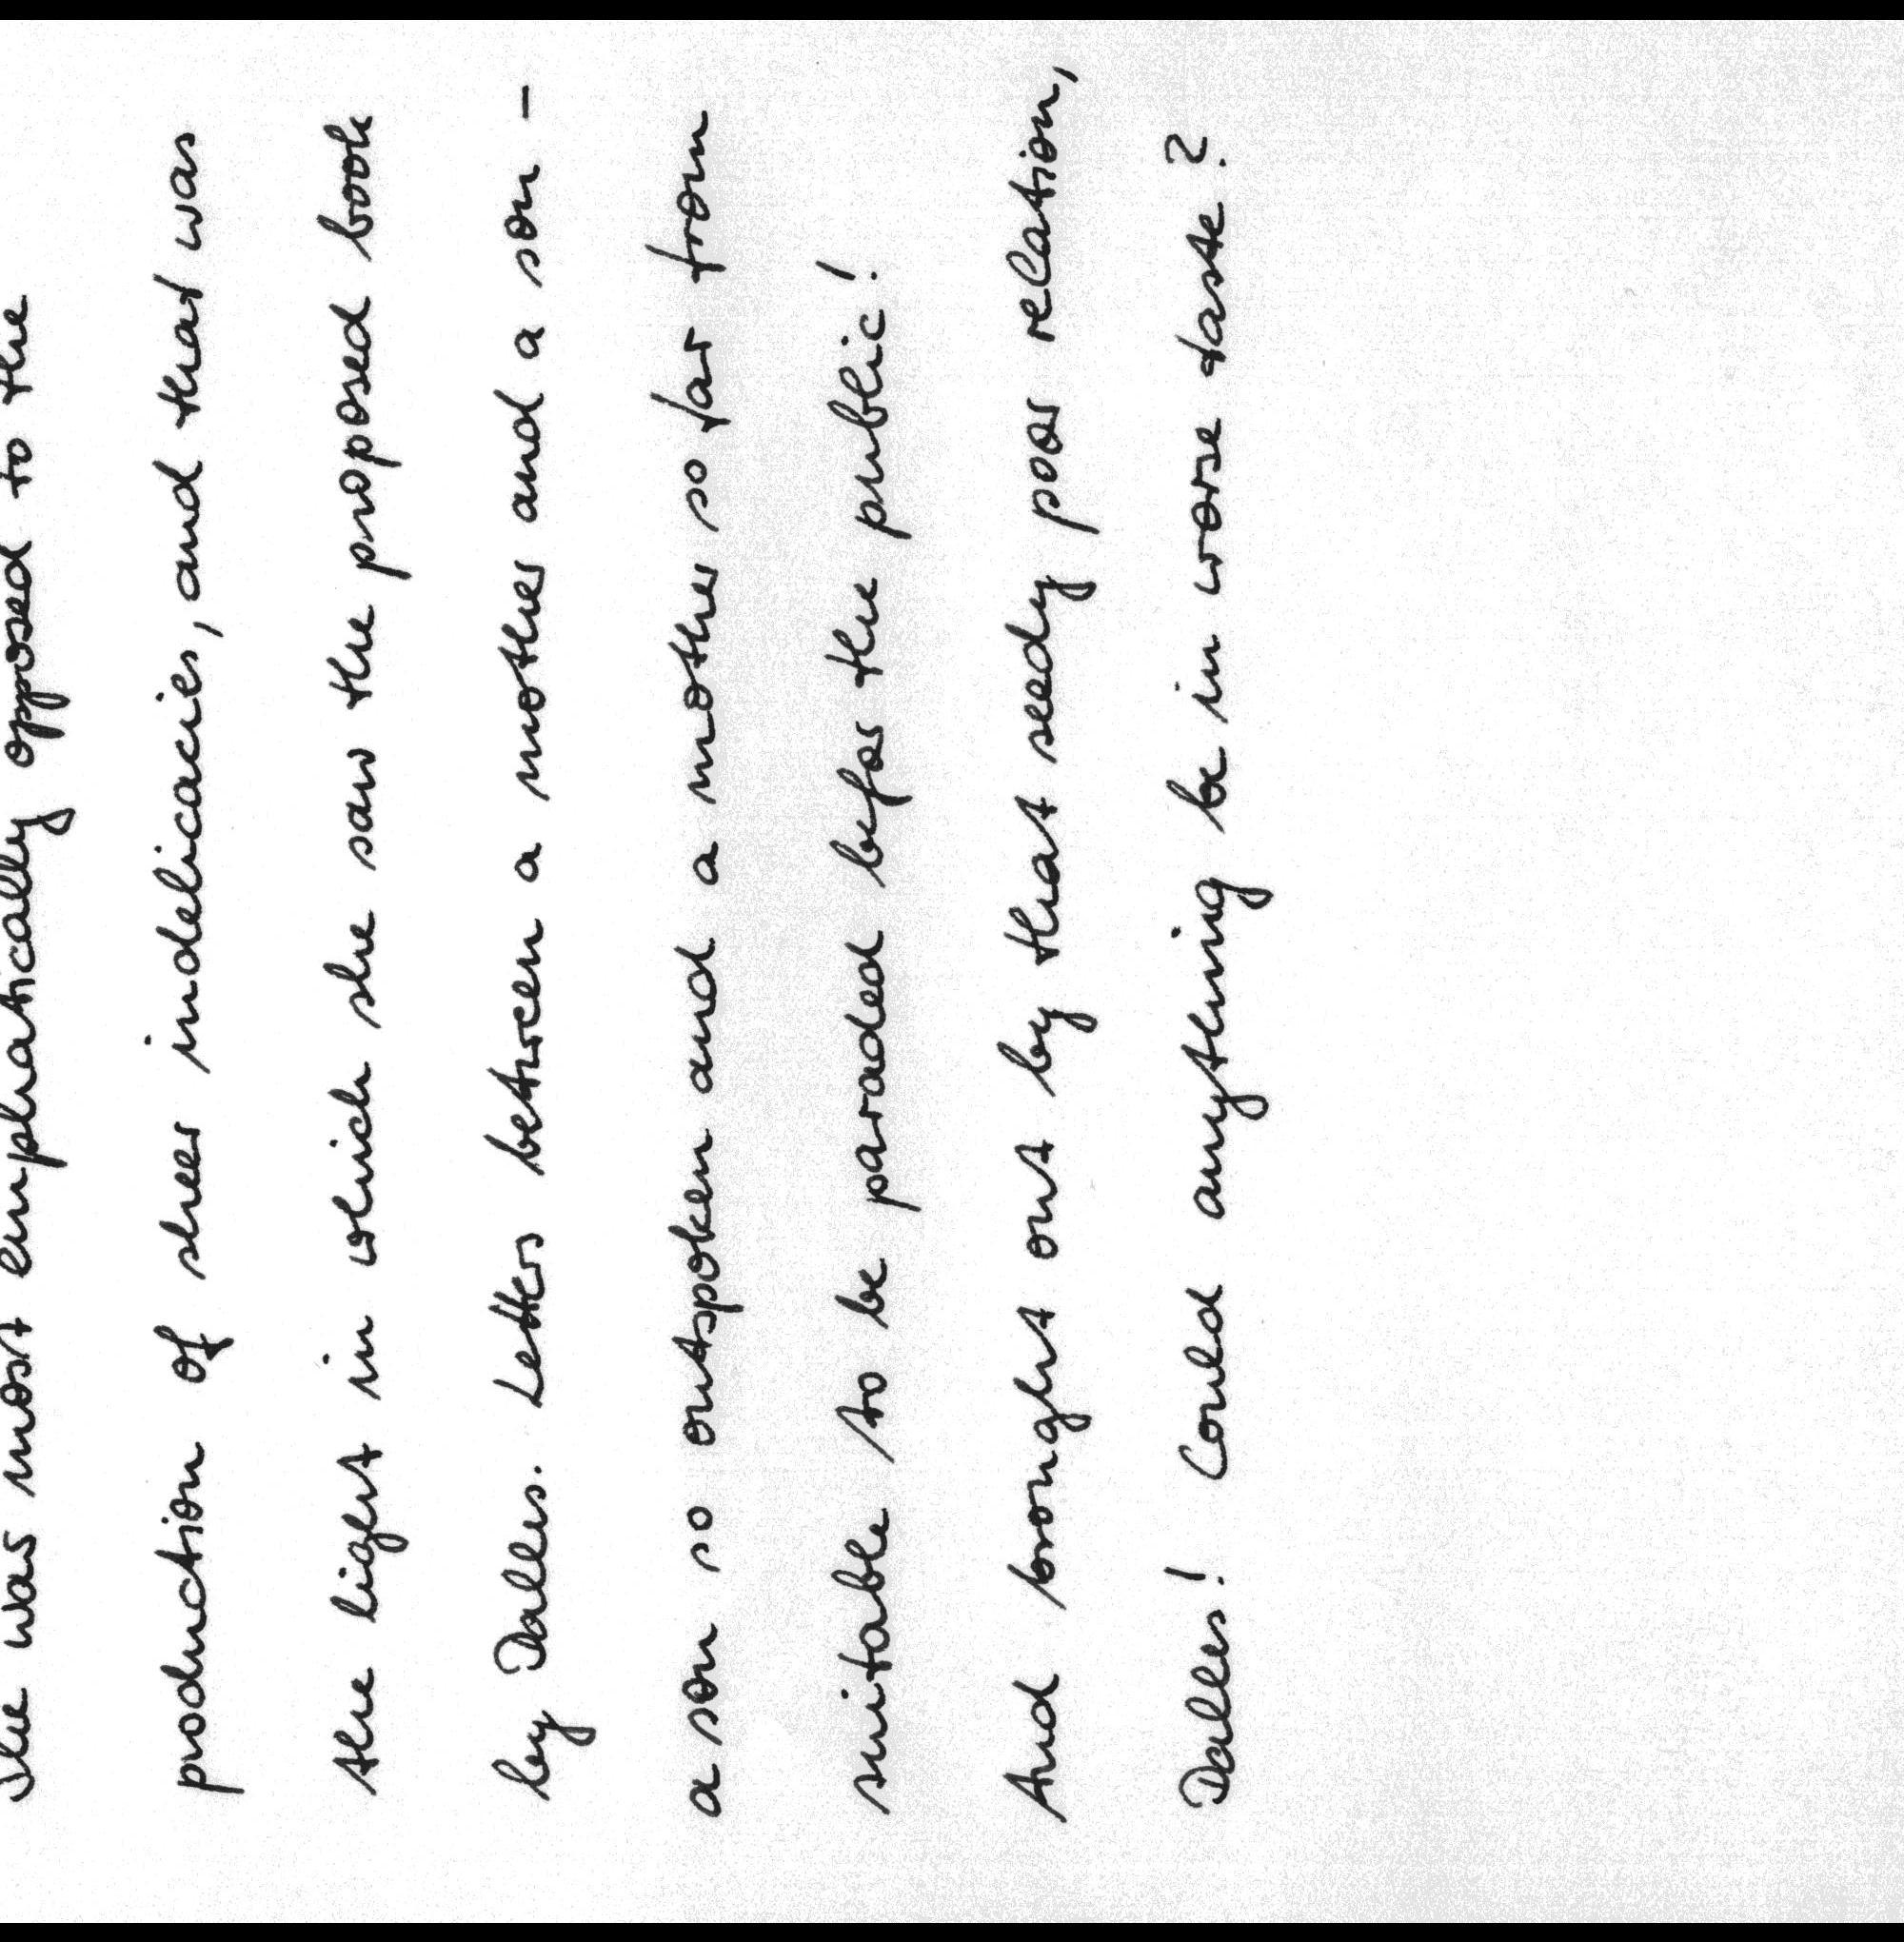 She was most emphatically opposed to the
production of sheer indelicacies, and that was
the light in which she saw the proposed book
by Dalles. Letters between a mother and a son -
a son so outspoken and a mother so far from
suitable to be paraded before the public!
And brought out by that seedy poor relation,
Dalles! Could anything be in worse taste?